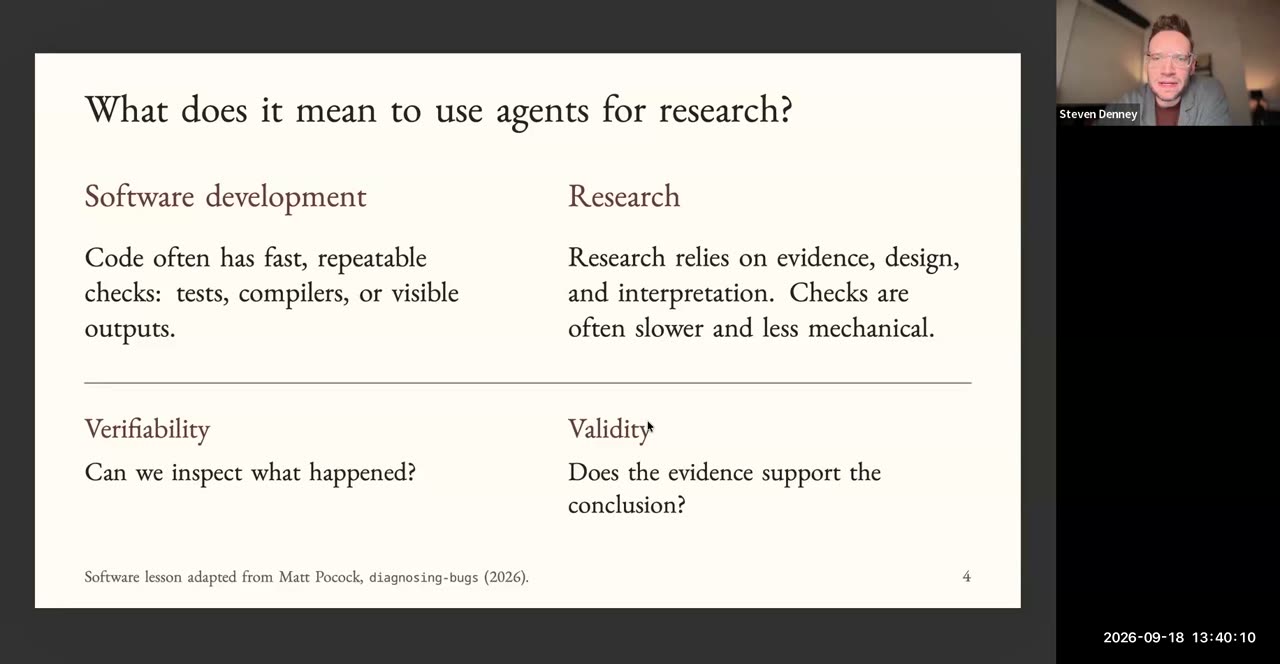 What does it mean to use agents for research?
Software development
Code often has fast, repeatable
checks: tests, compilers, or visible
outputs.
Research
Research relies on evidence, design,
and interpretation. Checks are
often slower and less mechanical.
Verifiability
Can we inspect what happened?
Validity
Does the evidence support the
conclusion?
Software lesson adapted from Matt Pocock, diagnosing-bugs (2026).
4
Steven Denney
2026-09-18 13:40:10